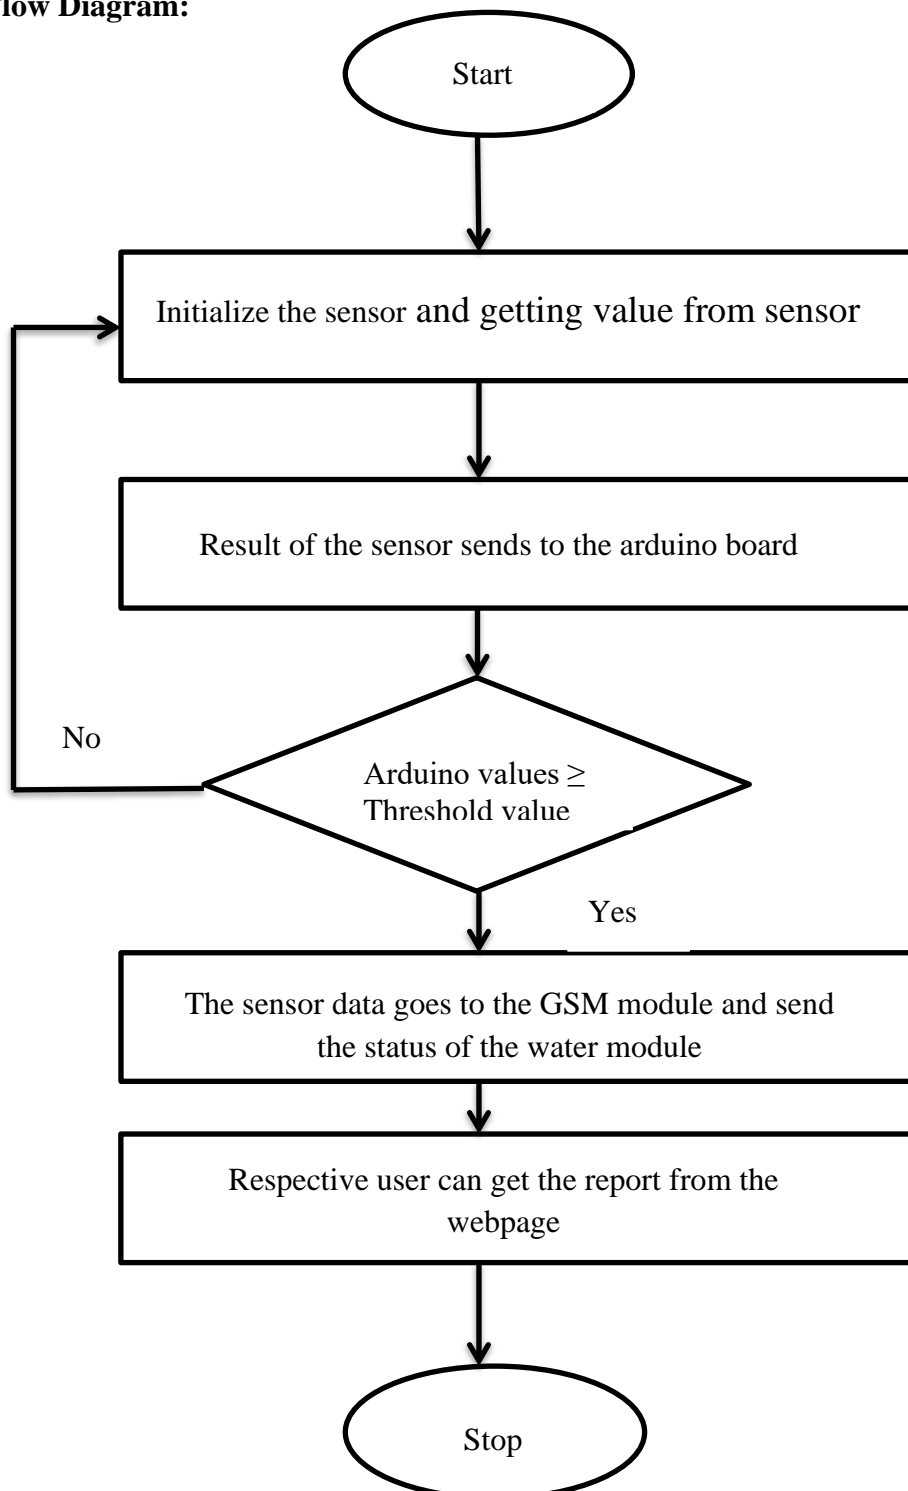 low Diagram:
Start
Initialize the sensor and getting value from sensor
Result of the sensor sends to the arduino board
No
Arduino values ≥
Threshold value
Yes
The sensor data goes to the GSM module and send
the status of the water module
Respective user can get the report from the
webpage
Stop